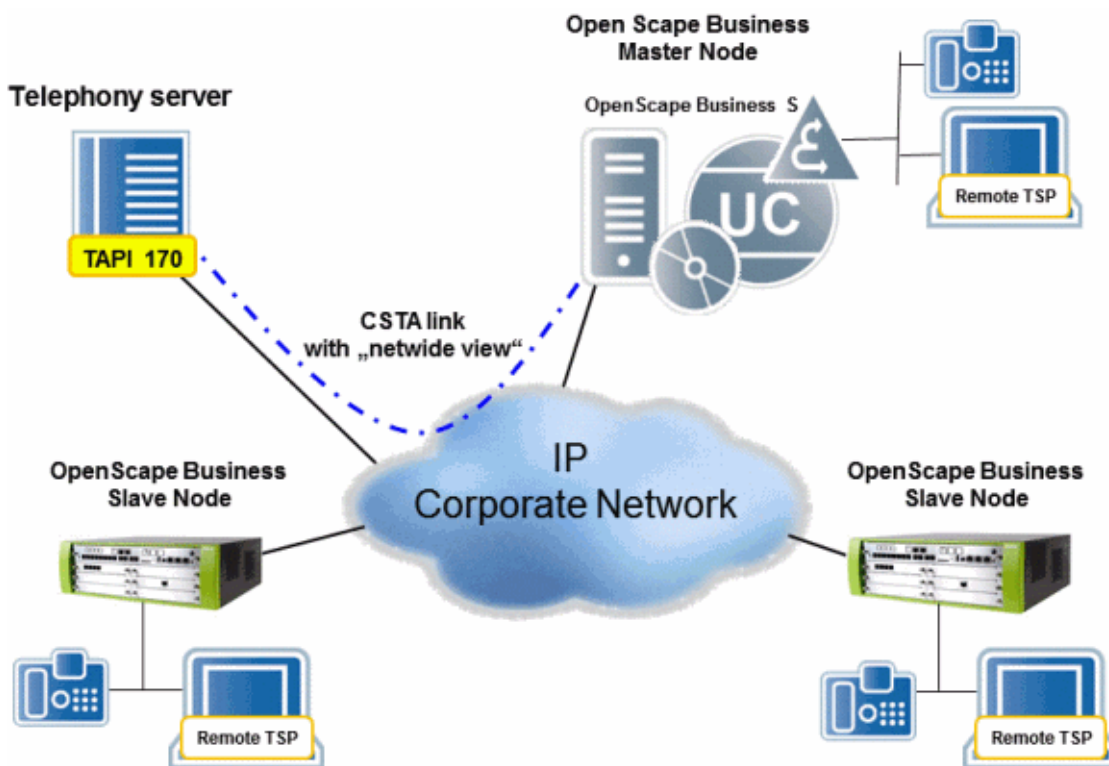 Open Scape Business
Master Node
Telephony server
OpenScape Business S
UC
Remote TSP
TAPI 170
CSTA link
with „netwide view“
IP
Corporate Network
OpenScape Business
Slave Node
OpenScape Business
Slave Node
Remote TSP
Remote TSP